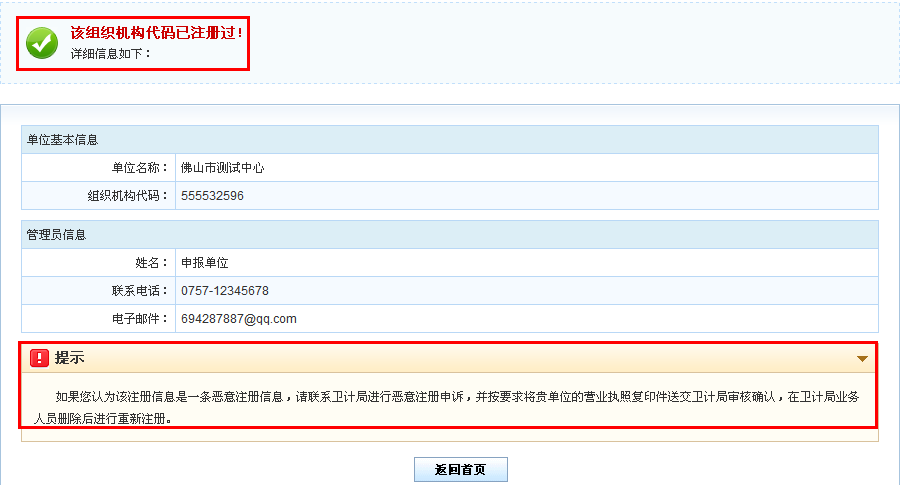 该组织机构代码已注册过!
详细信息如下：
单位基本信息
单位名称： 佛山市测试中心
组织机构代码： 555532596
管理员信息
姓名： 申报单位
联系电话： 0757-12345678
电子邮件： 694287887@qq.com
提示
如果您认为该注册信息是一条恶意注册信息，请联系卫计局进行恶意注册申诉，并按要求将贵单位的营业执照复印件送交卫计局审核确认，在卫计局业务
人员删除后进行重新注册。
返回首页